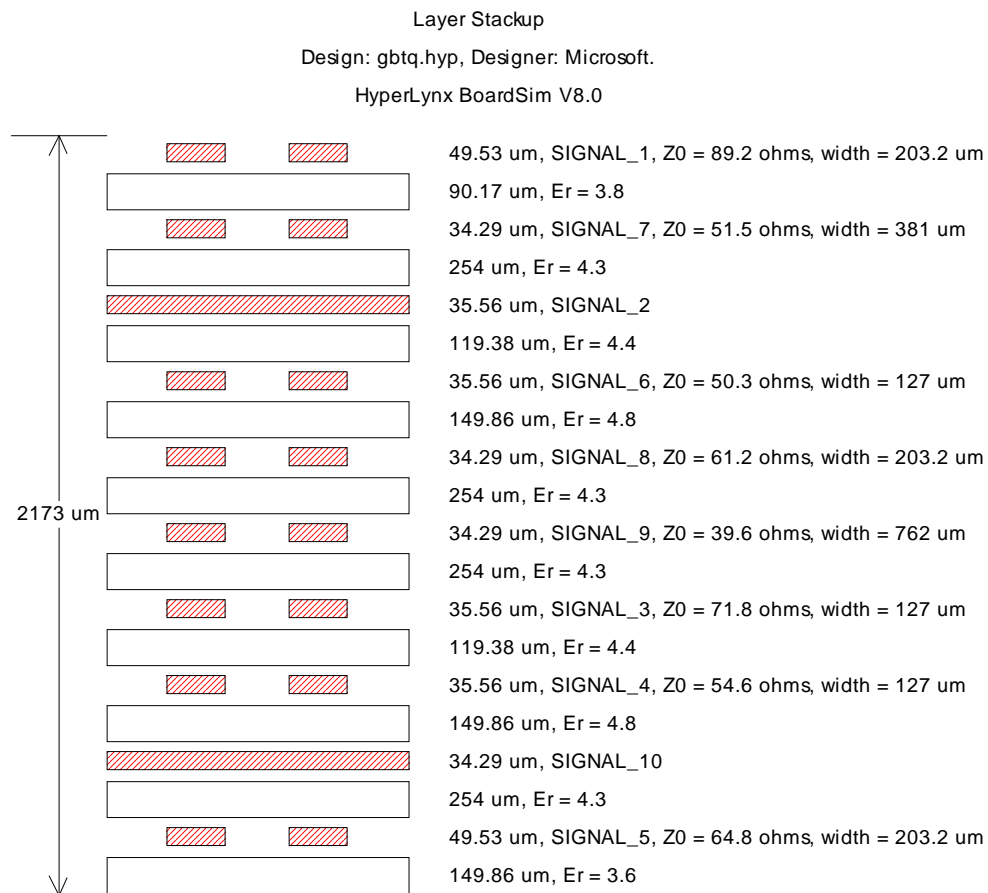 Layer Stackup
Design: gbtq.hyp, Designer: Microsoft.
HyperLynx BoardSim V8.0
49.53 um, SIGNAL_1, Z0 = 89.2 ohms, width = 203.2 um
90.17 um, Er = 3.8
34.29 um, SIGNAL_7, Z0 = 51.5 ohms, width = 381 um
254 um, Er = 4.3
35.56 um, SIGNAL_2
119.38 um, Er = 4.4
35.56 um, SIGNAL_6, Z0 = 50.3 ohms, width = 127 um
149.86 um, Er = 4.8
34.29 um, SIGNAL_8, Z0 = 61.2 ohms, width = 203.2 um
254 um, Er = 4.3
2173 um
34.29 um, SIGNAL_9, Z0 = 39.6 ohms, width = 762 um
254 um, Er = 4.3
35.56 um, SIGNAL_3, Z0 = 71.8 ohms, width = 127 um
119.38 um, Er = 4.4
35.56 um, SIGNAL_4, Z0 = 54.6 ohms, width = 127 um
149.86 um, Er = 4.8
34.29 um, SIGNAL_10
254 um, Er = 4.3
49.53 um, SIGNAL_5, Z0 = 64.8 ohms, width = 203.2 um
149.86 um, Er = 3.6